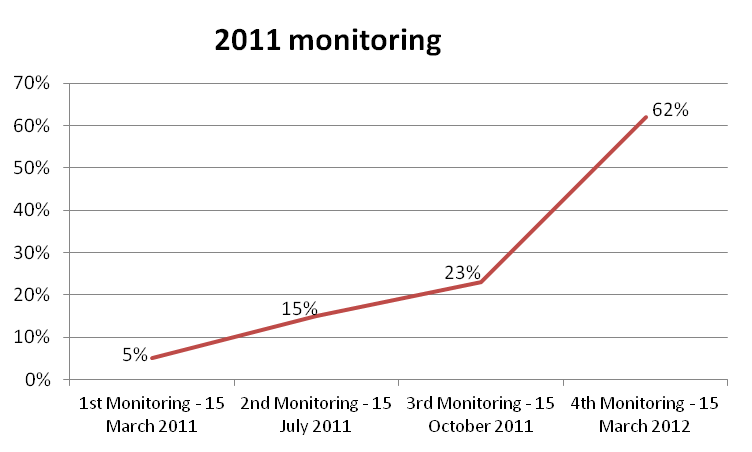 2011 monitoring
70%
60%
50%
40%
30%
20%
10%
0%
5%
15%
23%
62%
1st Monitoring - 15
March 2011
2nd Monitoring - 15
July 2011
3rd Monitoring - 15
October 2011
4th Monitoring - 15
March 2012